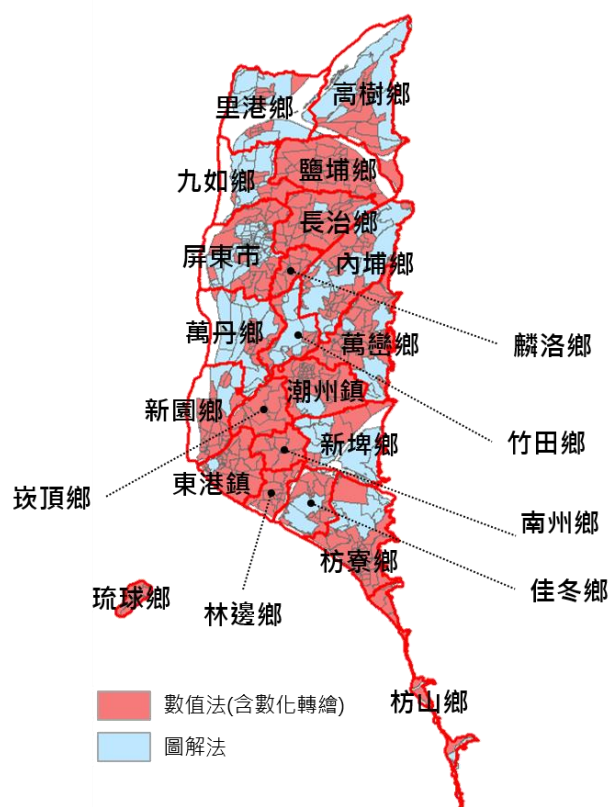 高樹鄉
里港鄉
鹽埔鄉
九如鄉
長治鄉
屏東市
內埔鄉
萬丹鄉
萬巒鄉
麟洛鄉
潮州鎮
新園鄉
新埤鄉
竹田鄉
東港鎮
崁頂鄉
南州鄉
枋寮鄉
佳冬鄉
琉球鄉
林邊鄉
枋山鄉
數值法(含數化轉繪)
圖解法